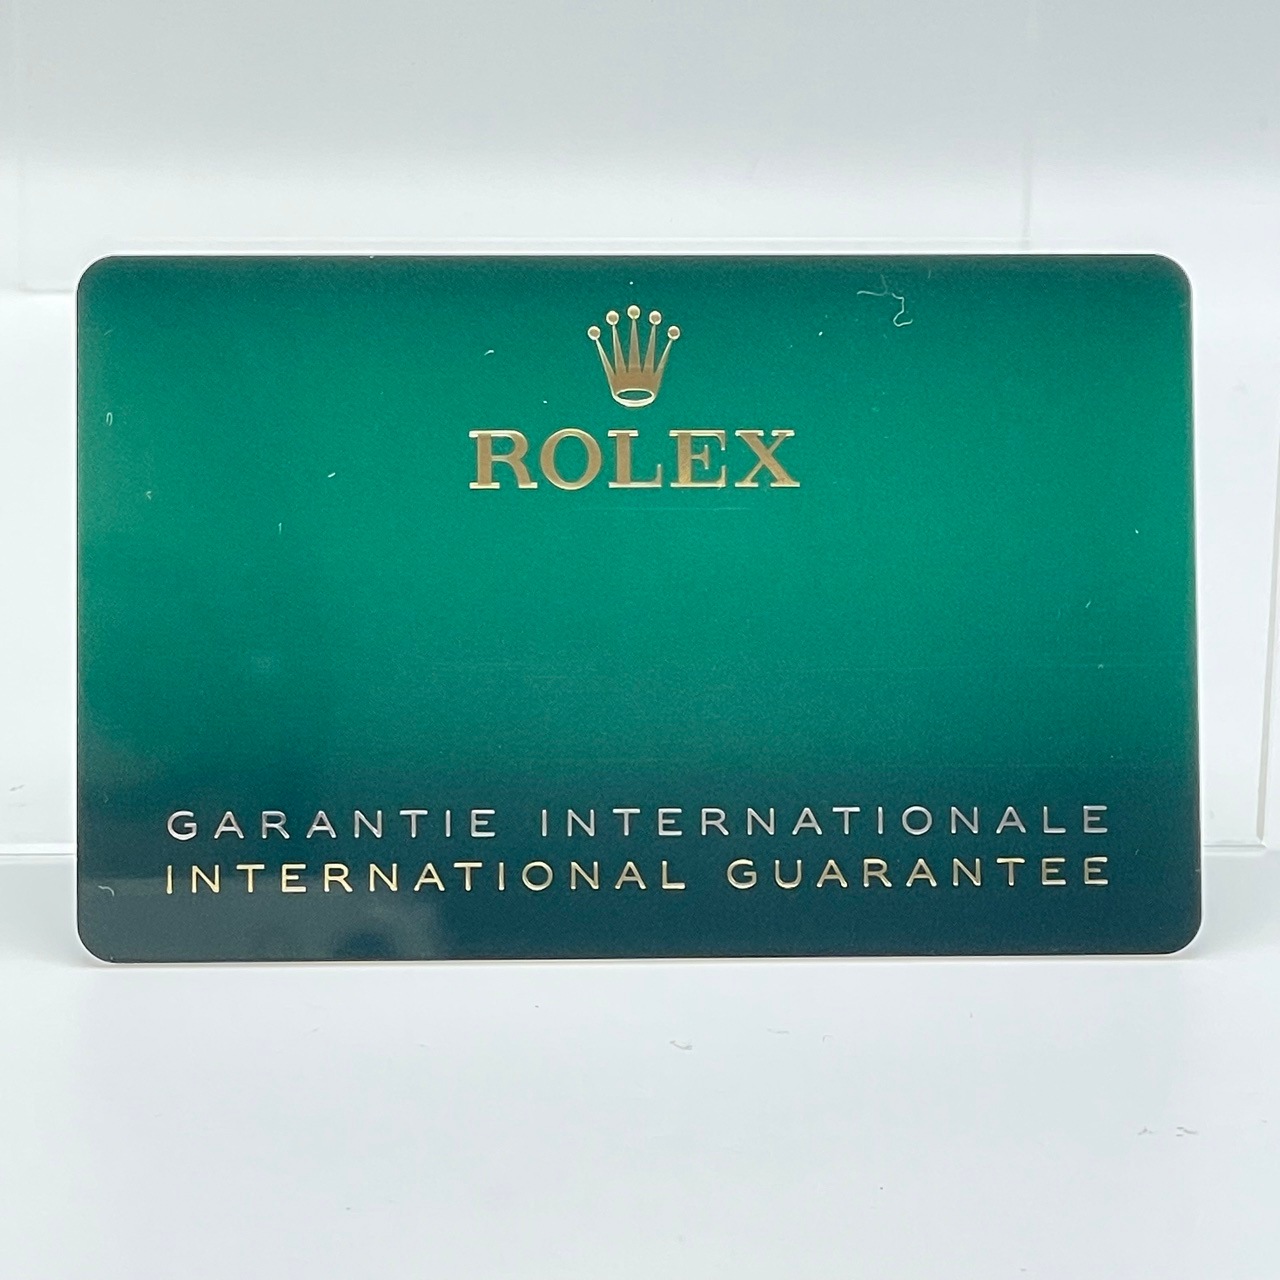 ROLEX
GARANTIE INTERNATIONALE
INTERNATIONAL GUARANTEE